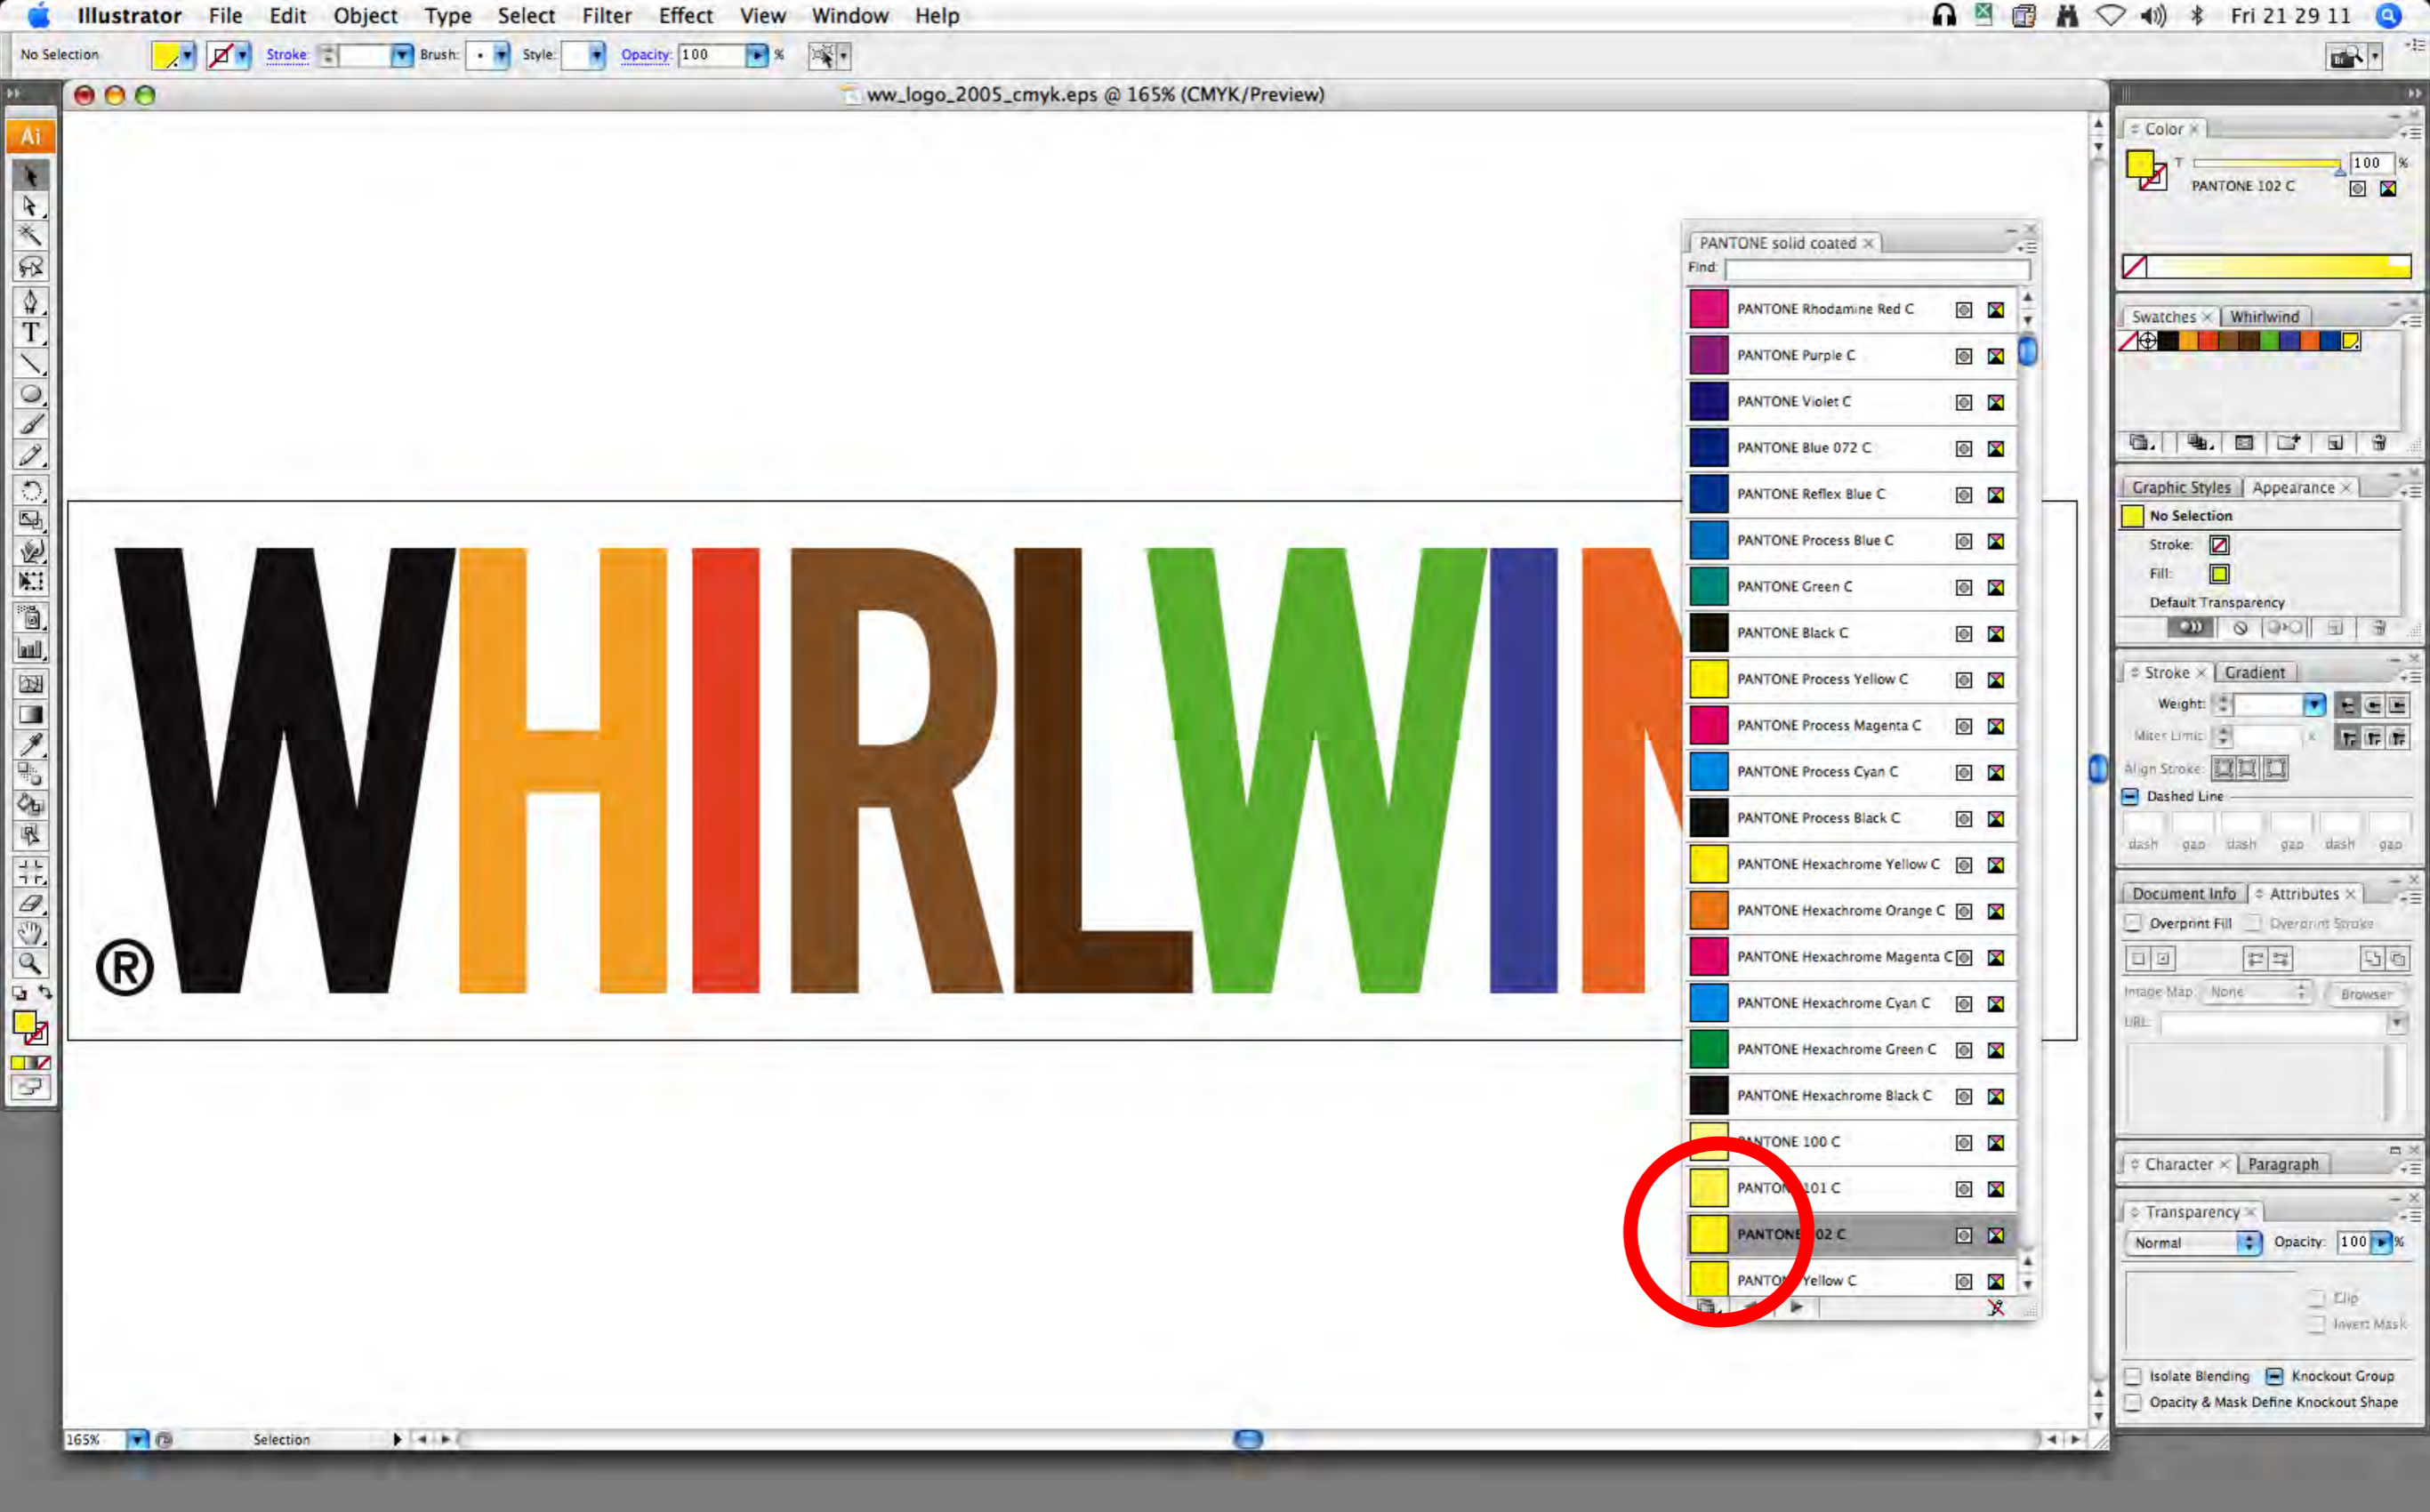 Illustrator File Edit Object Type Select Filter Effect View Window Help Fri 21 29 11
No Selection Stroke: Brush: Style: Opacity: 100 %
ww_logo_2005_cmyk.eps @ 165% (CMYK/Preview)
Ai
T
®WHIRLWIN
PANTONE solid coated
Find:
PANTONE Rhodamine Red C
PANTONE Purple C
PANTONE Violet C
PANTONE Blue 072 C
PANTONE Reflex Blue C
PANTONE Process Blue C
PANTONE Green C
PANTONE Black C
PANTONE Process Yellow C
PANTONE Process Magenta C
PANTONE Process Cyan C
PANTONE Process Black C
PANTONE Hexachrome Yellow C
PANTONE Hexachrome Orange C
PANTONE Hexachrome Magenta C
PANTONE Hexachrome Cyan C
PANTONE Hexachrome Green C
PANTONE Hexachrome Black C
PANTONE 100 C
PANTONE 101 C
PANTONE 102 C
PANTONE Yellow C
Color
T 100 %
PANTONE 102 C
Swatches Whirlwind
Graphic Styles Appearance
No Selection
Stroke:
Fill:
Default Transparency
Stroke Gradient
Weight:
Miter Limit: x
Align Stroke:
Dashed Line
dash gap dash gap dash gap
Document Info Attributes
Overprint Fill Overprint Stroke
Image Map: None Browser
URL:
Character Paragraph
Transparency
Normal Opacity: 100 %
Clip
Invert Mask
Isolate Blending Knockout Group
Opacity & Mask Define Knockout Shape
165% Selection